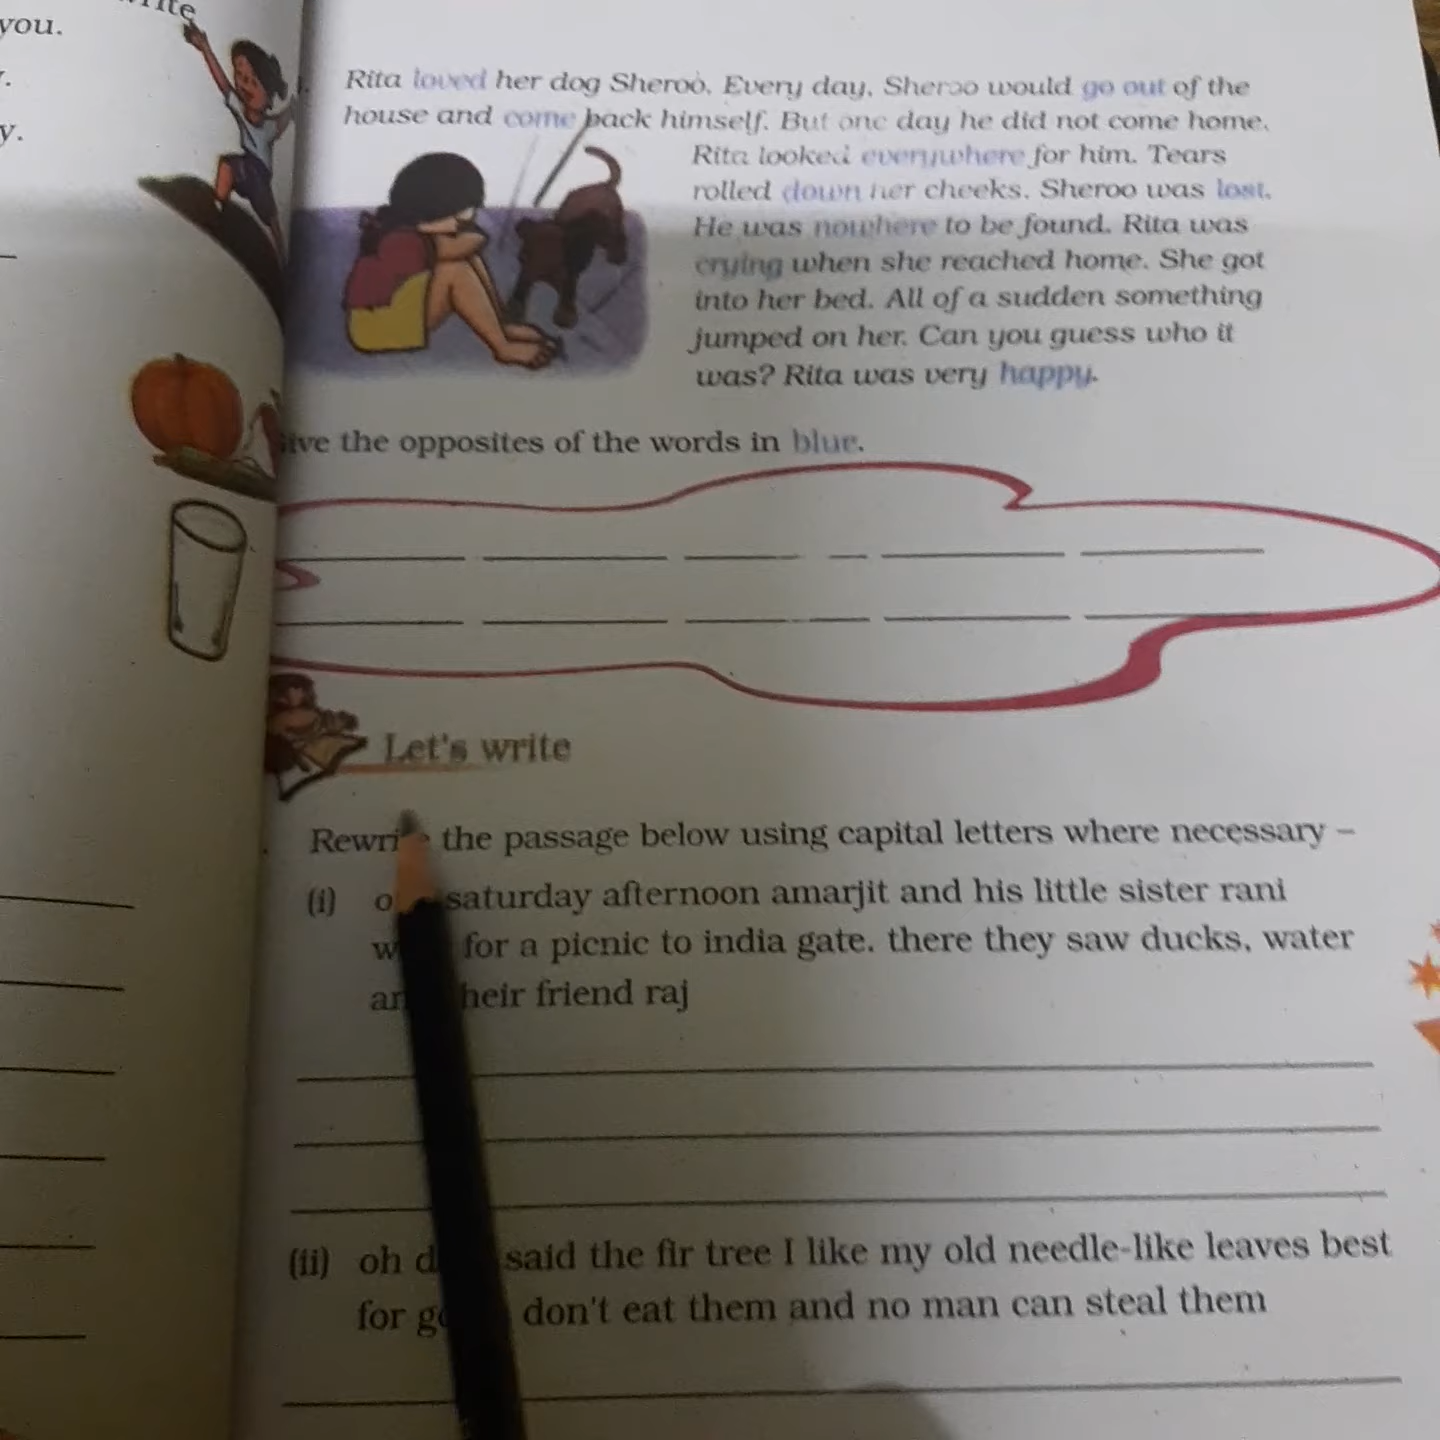 you.
y.
Rita loved her dog Sheroo. Every day, Sheroo would go out of the
house and come back himself. But one day he did not come home.
Rita looked everywhere for him. Tears
rolled down her cheeks. Sheroo was lost.
He was nowhere to be found. Rita was
crying when she reached home. She got
into her bed. All of a sudden something
jumped on her. Can you guess who it
was? Rita was very happy.
ive the opposites of the words in blue.
Let's write
Rewrite the passage below using capital letters where necessary –
(i) saturday afternoon amarjit and his little sister rani
for a picnic to india gate. there they saw ducks, water
heir friend raj
(ii) oh said the fir tree I like my old needle-like leaves best
for don't eat them and no man can steal them